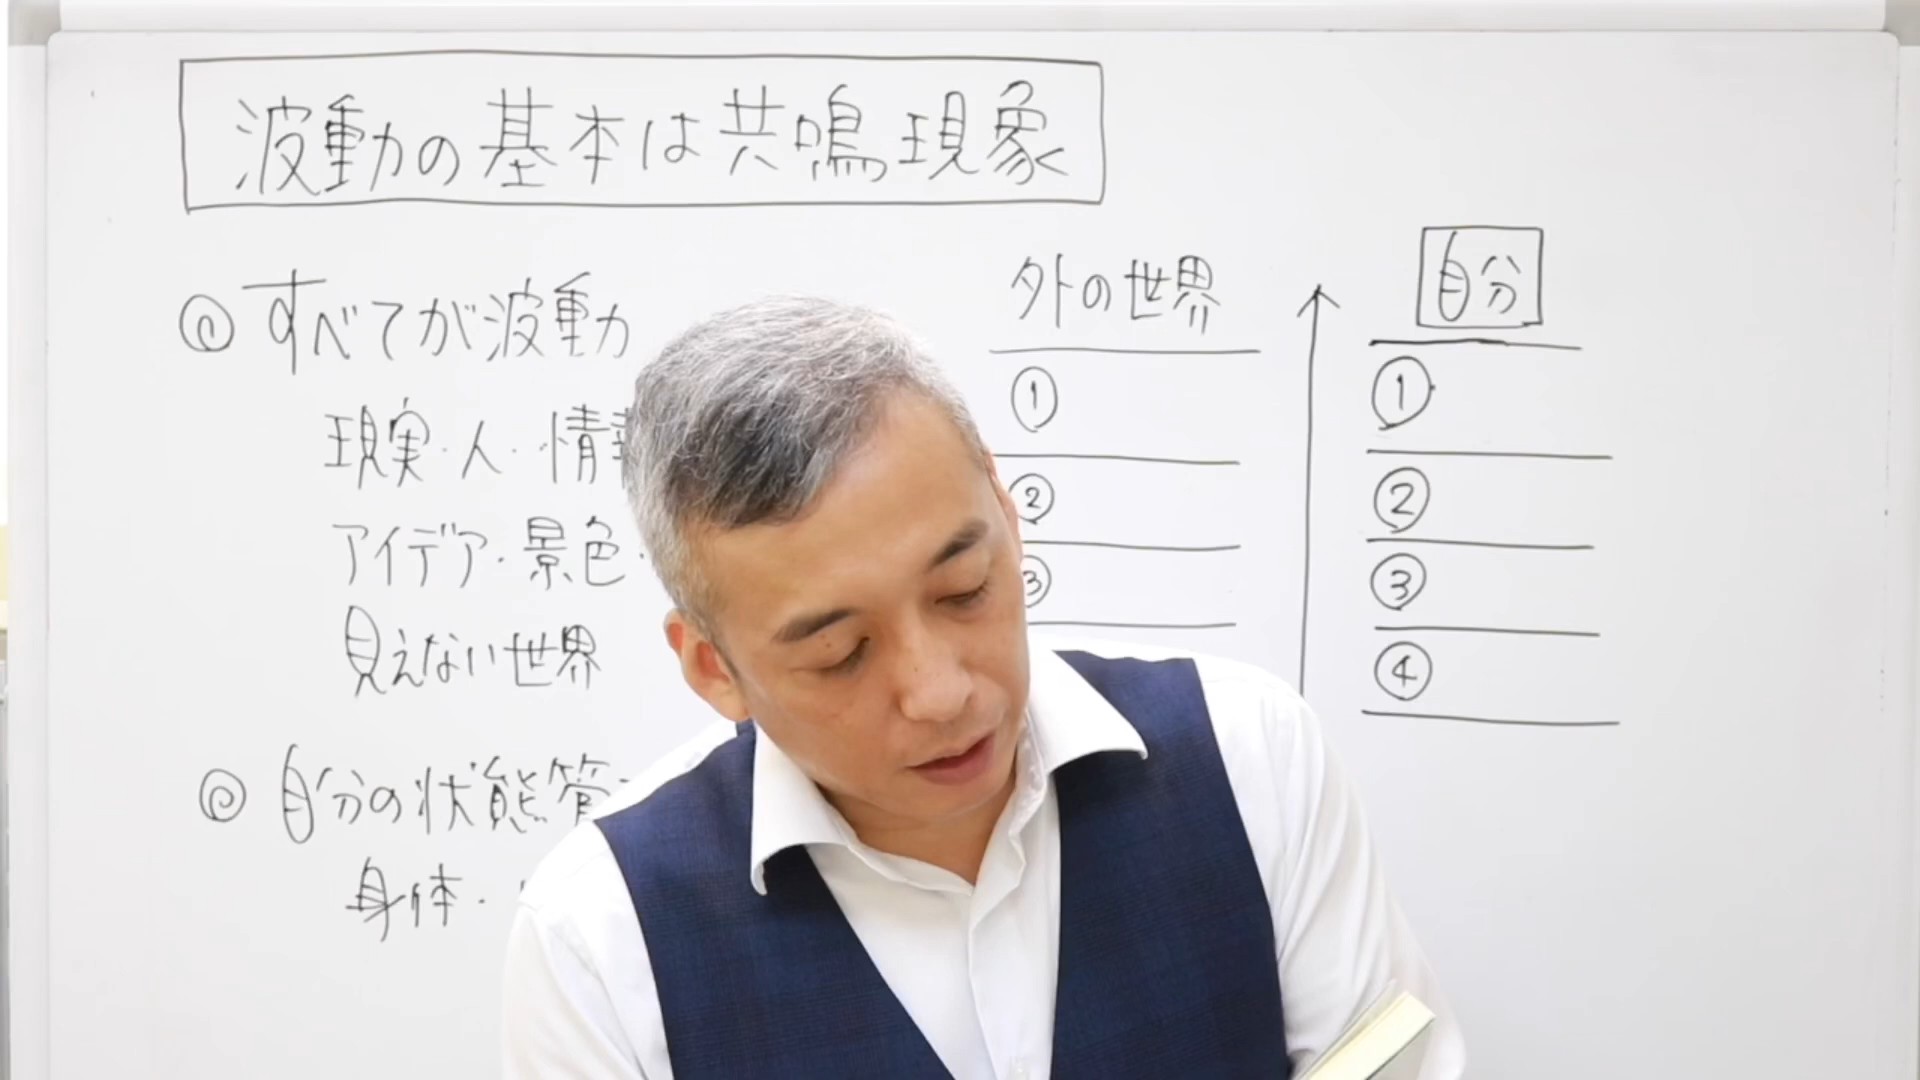 波動の基本は共鳴現象
◎ すべてが波動
現実・人・情報
アイデア・景色・
見えない世界
◎ 自分の状態管
身体・
外の世界
①
②
③
自分
①
②
③
④